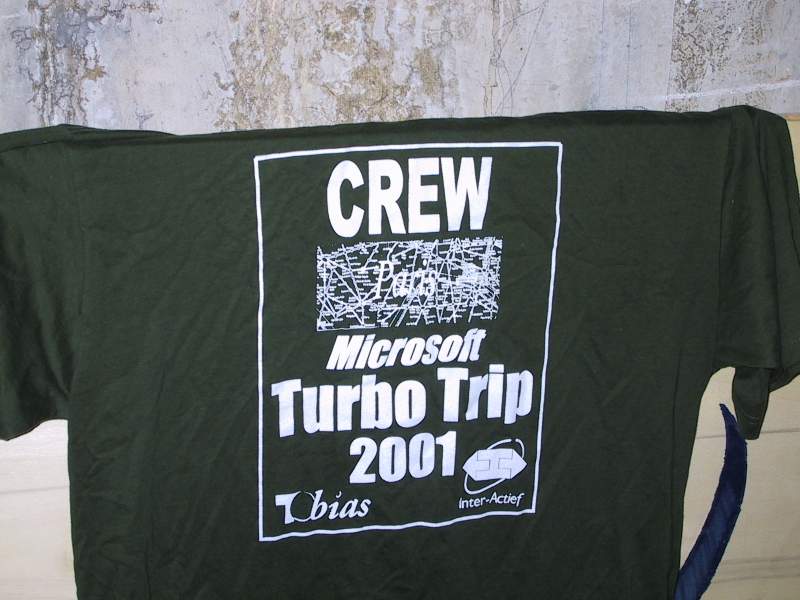 CREW
Paris
Microsoft
Turbo Trip
2001
Tobias
Inter-Actief